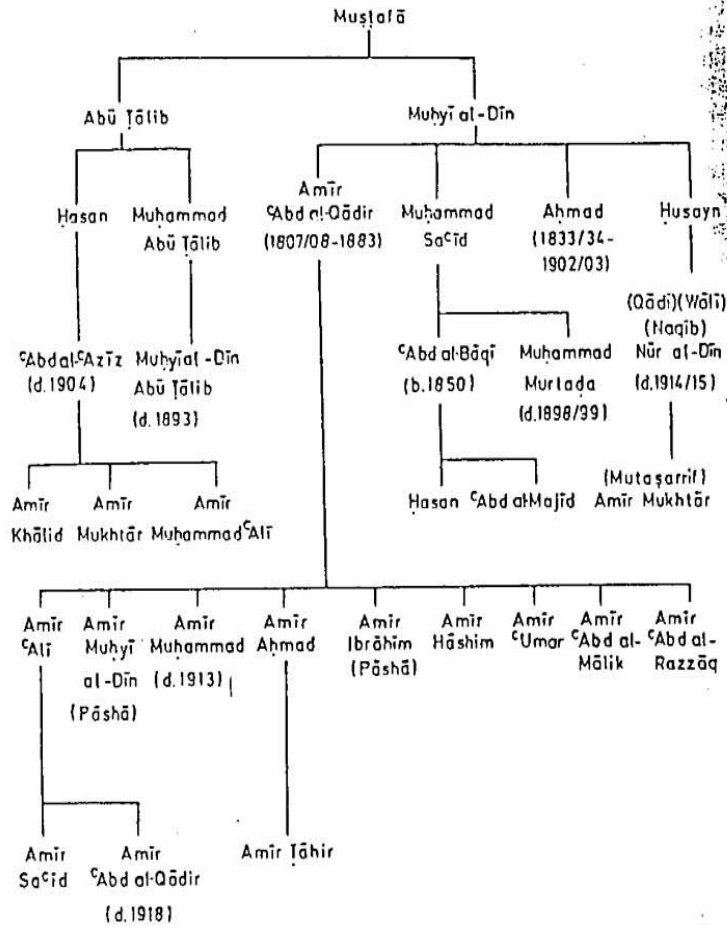 Muṣṭafā
Abū Ṭālib
Muḥyī al-Dīn
Ḥasan
Muḥammad
Abū Ṭālib
Amīr
ᶜAbd al-Qādir
(1807/08-1883)
Muḥammad
Saᶜīd
Aḥmad
(1833/34-
1902/03)
Ḥusayn
ᶜAbd al-ᶜAzīz
(d.1904)
Muḥyī al-Dīn
Abū Ṭālib
(d.1893)
ᶜAbd al-Bāqī
(b.1850)
Muḥammad
Murtaḍa
(d.1898/99)
(Qāḍī)(Wālī)
(Naqīb)
Nūr al-Dīn
(d.1914/15)
Amīr
Khālid
Amīr
Mukhtār
Amīr
Muḥammad ᶜAlī
Ḥasan
ᶜAbd al-Majīd
(Mutaṣarrif)
Amīr Mukhtār
Amīr
ᶜAlī
Amīr
Muḥyī
al-Dīn
(Pāshā)
Amīr
Muḥammad
(d.1913)
Amīr
Aḥmad
Amīr
Ibrāhīm
(Pāshā)
Amīr
Hāshim
Amīr
ᶜUmar
Amīr
ᶜAbd al-
Mālik
Amīr
ᶜAbd al-
Razzāq
Amīr
Saᶜīd
Amīr
ᶜAbd al-Qādir
(d.1918)
Amīr Ṭāhir